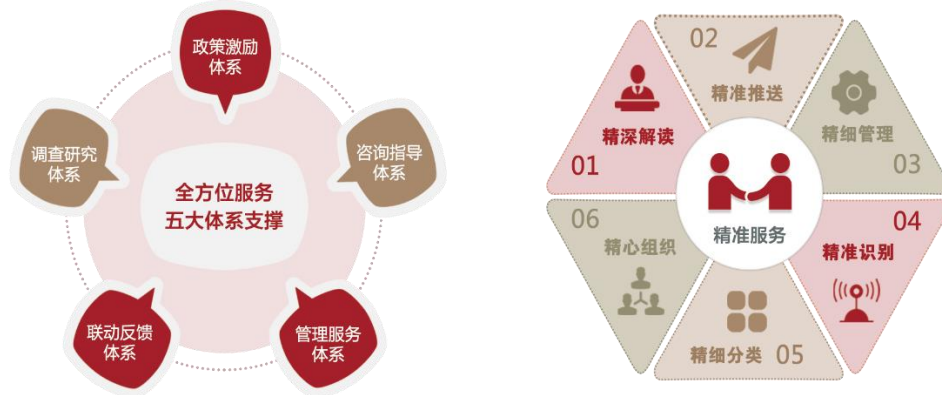 政策激励
体系
调查研究
体系
咨询指导
体系
全方位服务
五大体系支撑
联动反馈
体系
管理服务
体系
02
精准推送
精深解读
01
精细管理
03
精准服务
06
精心组织
04
精准识别
精细分类 05